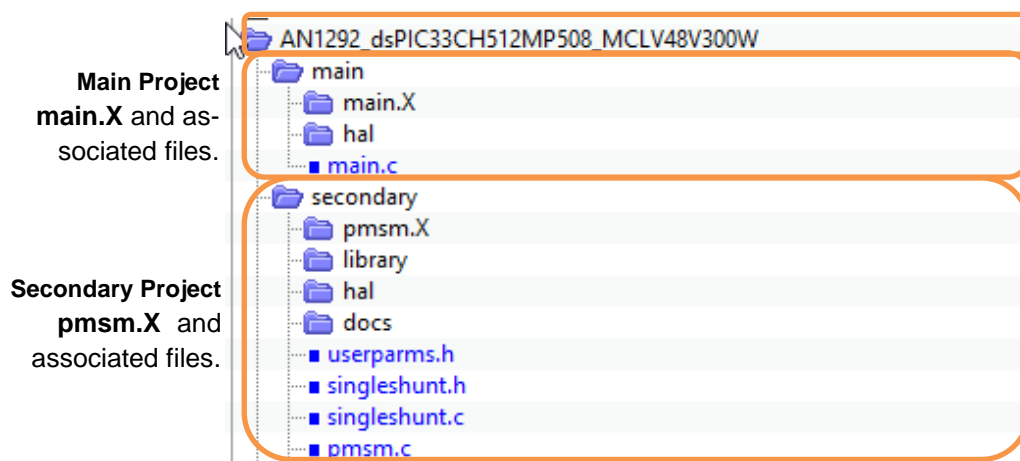 AN1292_dsPIC33CH512MP508_MCLV48V300W
main
Main Project
main.X and as-
sociated files.
main.X
hal
main.c
secondary
pmsm.X
library
Secondary Project
pmsm.X and
associated files.
hal
docs
userparms.h
singleshunt.h
singleshunt.c
pmsm.c